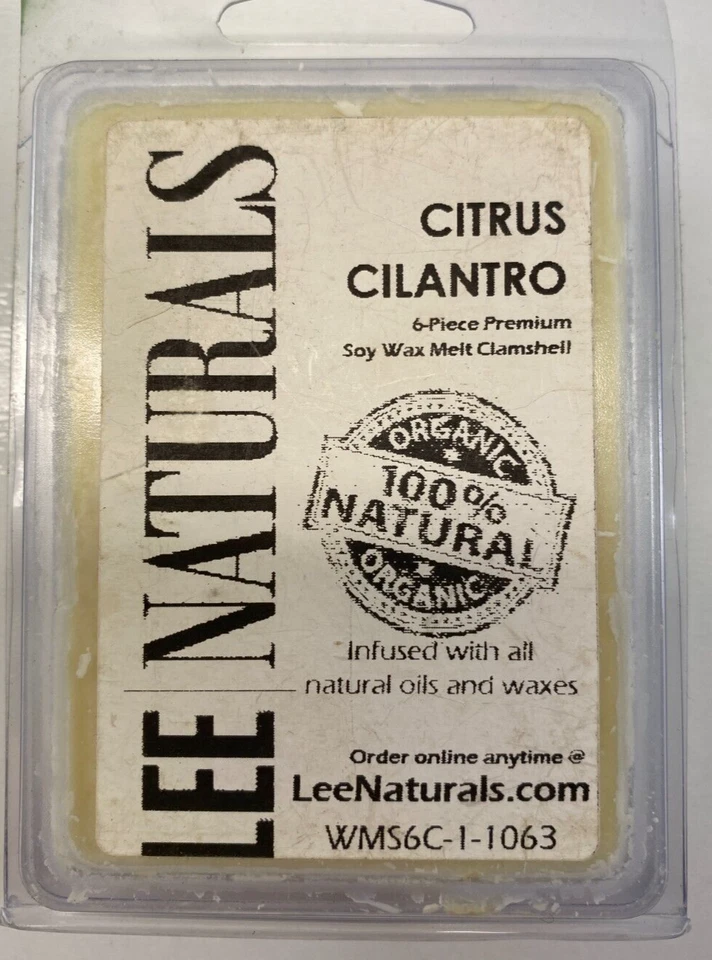 LEE NATURALS
CITRUS
CILANTRO
6-Piece Premium
Soy Wax Melt Clamshell
ORGANIC
100%
NATURAL
ORGANIC
Infused with all
natural oils and waxes
Order online anytime @
LeeNaturals.com
WMS6C-1-1063